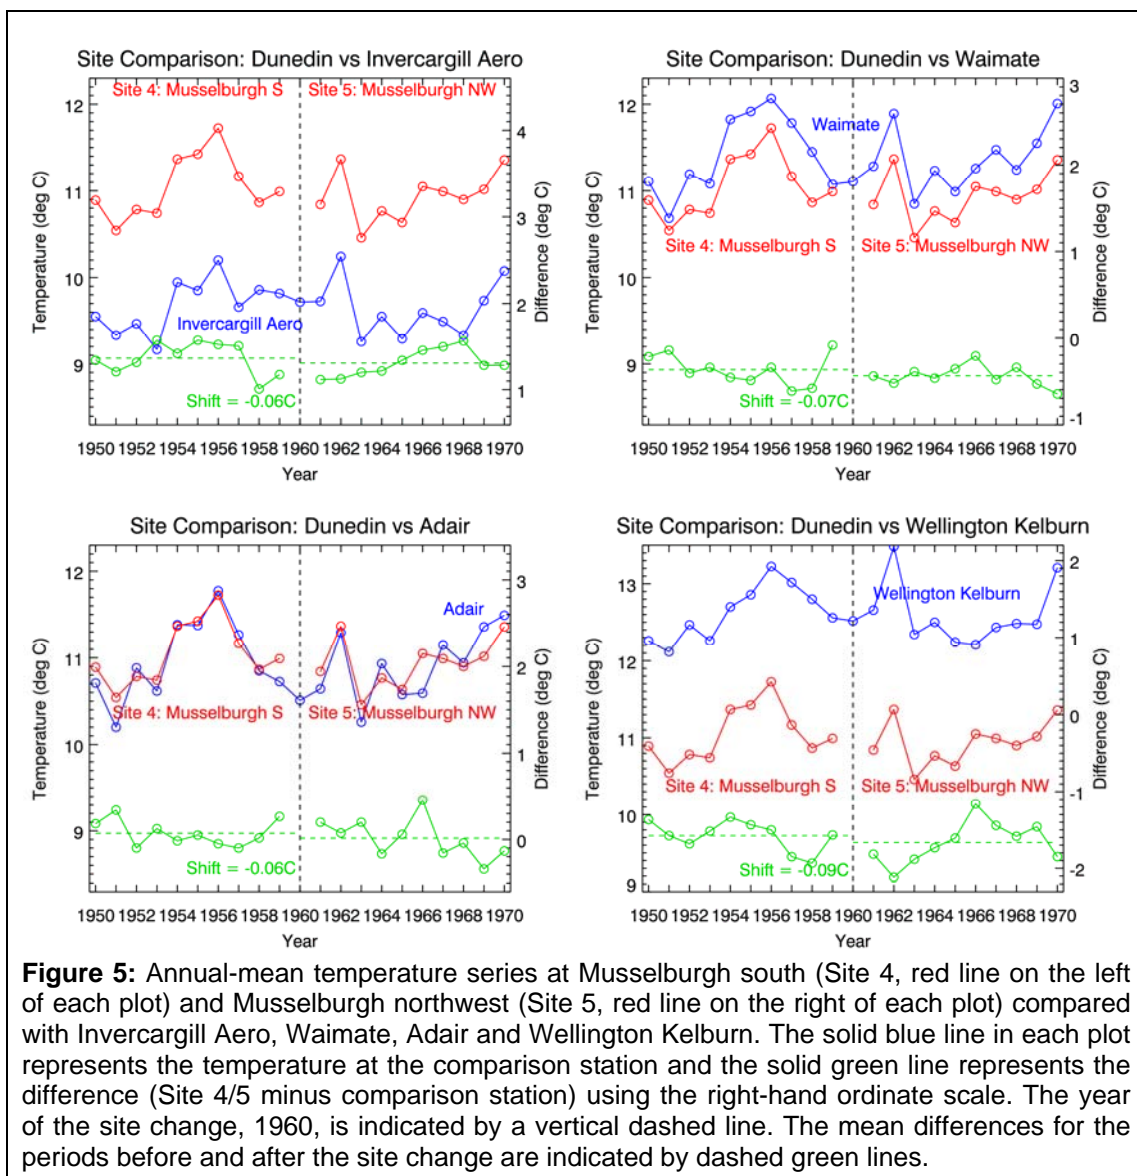 Site Comparison: Dunedin vs Invercargill Aero
Site 4: Musselburgh S
Site 5: Musselburgh NW
Invercargill Aero
Shift = -0.06C
12
11
10
9
4
3
2
1
Temperature (deg C)
Difference (deg C)
1950 1952 1954 1956 1958 1960 1962 1964 1966 1968 1970
Year
Site Comparison: Dunedin vs Waimate
Waimate
Site 4: Musselburgh S
Site 5: Musselburgh NW
Shift = -0.07C
12
11
10
9
3
2
1
0
-1
Temperature (deg C)
Difference (deg C)
1950 1952 1954 1956 1958 1960 1962 1964 1966 1968 1970
Year
Site Comparison: Dunedin vs Adair
Adair
Site 4: Musselburgh S
Site 5: Musselburgh NW
Shift = -0.06C
12
11
10
9
3
2
1
0
Temperature (deg C)
Difference (deg C)
1950 1952 1954 1956 1958 1960 1962 1964 1966 1968 1970
Year
Site Comparison: Dunedin vs Wellington Kelburn
Wellington Kelburn
Site 4: Musselburgh S
Site 5: Musselburgh NW
Shift = -0.09C
13
12
11
10
9
2
1
0
-1
-2
Temperature (deg C)
Difference (deg C)
1950 1952 1954 1956 1958 1960 1962 1964 1966 1968 1970
Year
Figure 5: Annual-mean temperature series at Musselburgh south (Site 4, red line on the left
of each plot) and Musselburgh northwest (Site 5, red line on the right of each plot) compared
with Invercargill Aero, Waimate, Adair and Wellington Kelburn. The solid blue line in each plot
represents the temperature at the comparison station and the solid green line represents the
difference (Site 4/5 minus comparison station) using the right-hand ordinate scale. The year
of the site change, 1960, is indicated by a vertical dashed line. The mean differences for the
periods before and after the site change are indicated by dashed green lines.